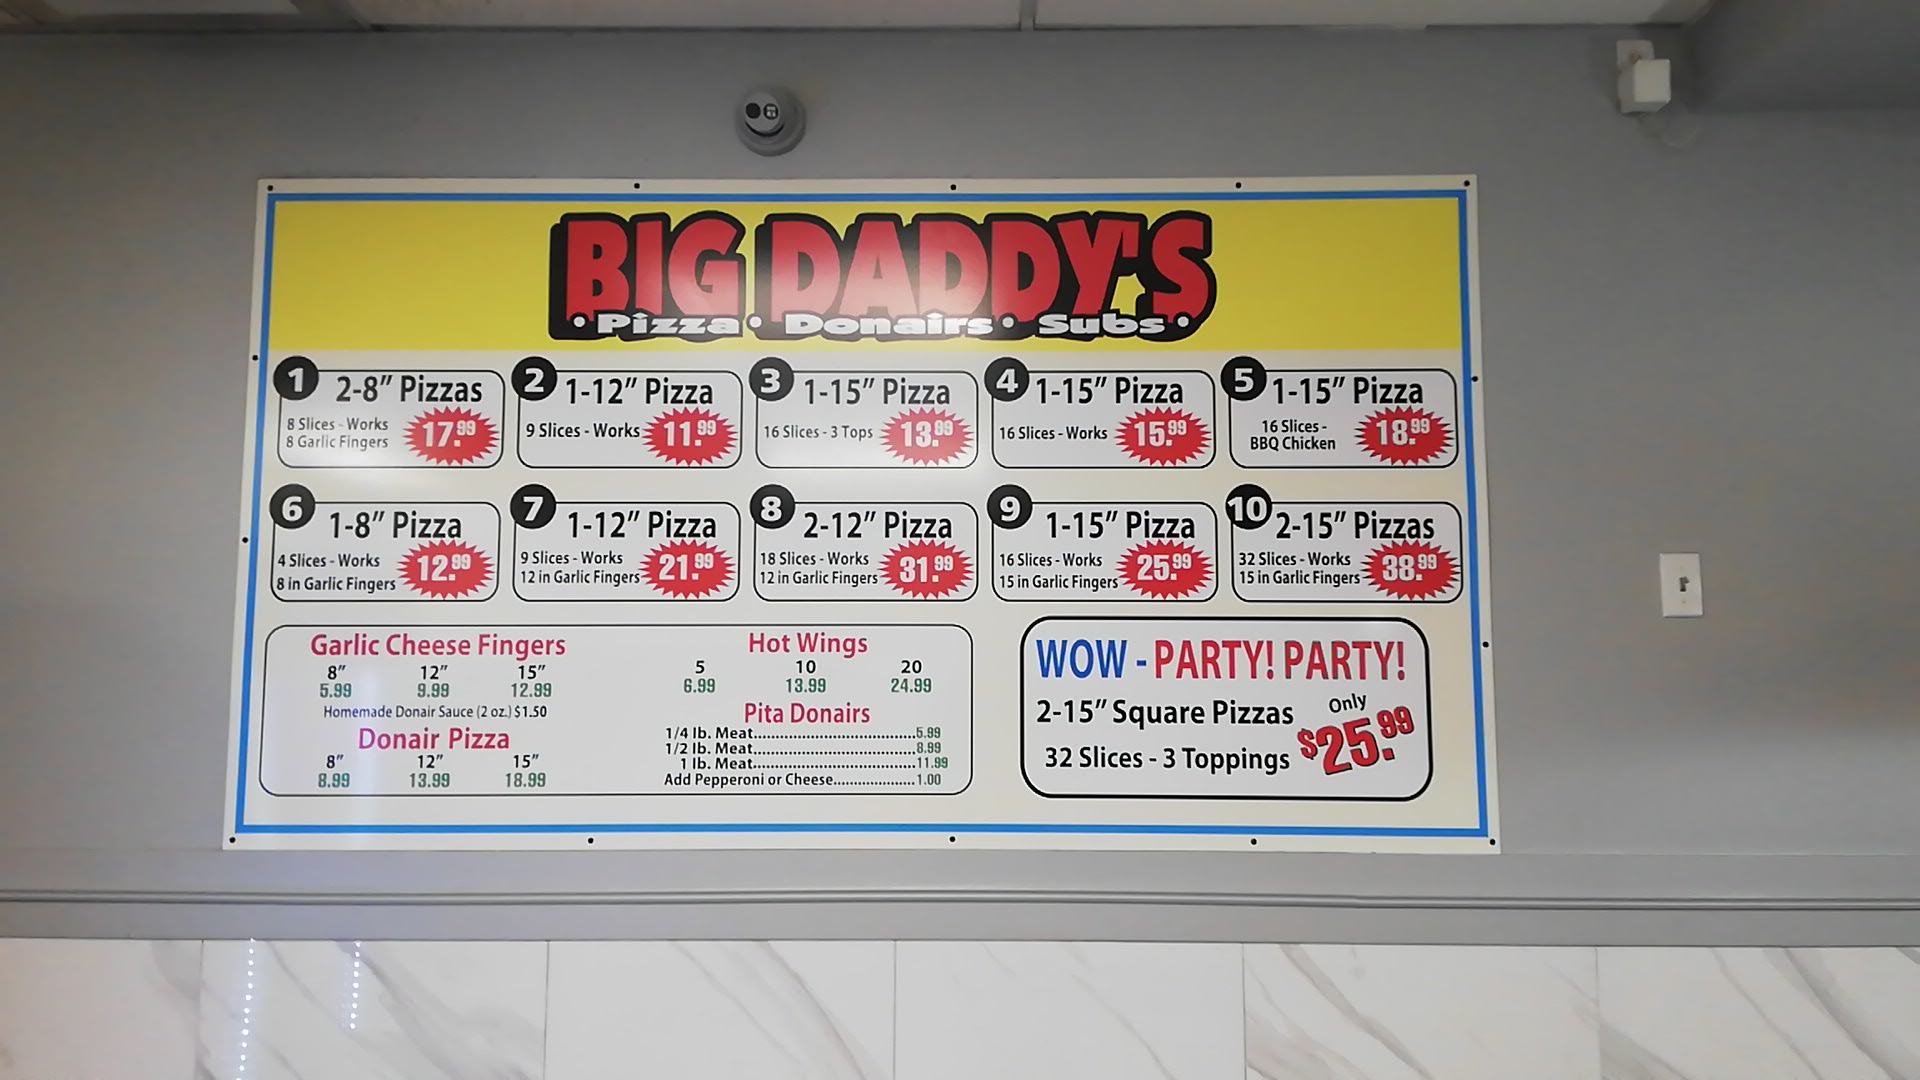 BIG DADDY'S
• Pizza • Donairs • Subs •
1 2-8" Pizzas
8 Slices - Works
8 Garlic Fingers
17.99
2 1-12" Pizza
9 Slices - Works
11.99
3 1-15" Pizza
16 Slices - 3 Tops
13.99
4 1-15" Pizza
16 Slices - Works
15.99
5 1-15" Pizza
16 Slices -
BBQ Chicken
18.99
6 1-8" Pizza
4 Slices - Works
8 in Garlic Fingers
12.99
7 1-12" Pizza
9 Slices - Works
12 in Garlic Fingers
21.99
8 2-12" Pizza
18 Slices - Works
12 in Garlic Fingers
31.99
9 1-15" Pizza
16 Slices - Works
15 in Garlic Fingers
25.99
10 2-15" Pizzas
32 Slices - Works
15 in Garlic Fingers
38.99
Garlic Cheese Fingers
8" 12" 15"
5.99 9.99 12.99
Homemade Donair Sauce (2 oz.) $1.50
Donair Pizza
8" 12" 15"
8.99 13.99 18.99
Hot Wings
5 10 20
6.99 13.99 24.99
Pita Donairs
1/4 lb. Meat....................................5.99
1/2 lb. Meat....................................8.99
1 lb. Meat....................................11.99
Add Pepperoni or Cheese....................1.00
WOW - PARTY! PARTY!
2-15" Square Pizzas
32 Slices - 3 Toppings
Only
$25.99